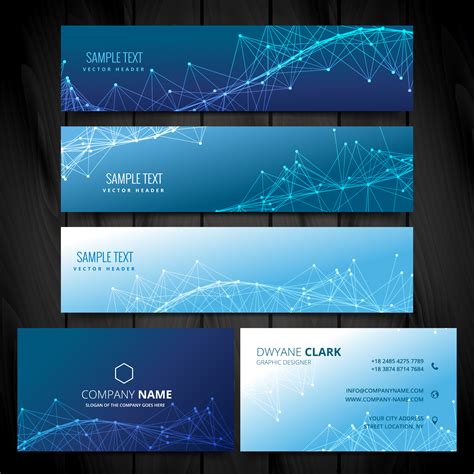 SAMPLE TEXT
VECTOR HEADER
SAMPLE TEXT
VECTOR HEADER
SAMPLE TEXT
VECTOR HEADER
COMPANY NAME
SLOGAN OF THE COMPANY GOES HERE
DWYANE CLARK
GRAPHIC DESIGNER
+18 2485 4275 7789
+18 3874 8714 7684
INFO@COMPANYNAME.COM
WWW.COMPANYNAME.COM
YOUR CITY ADDRESS
STREET LOCATION, NY